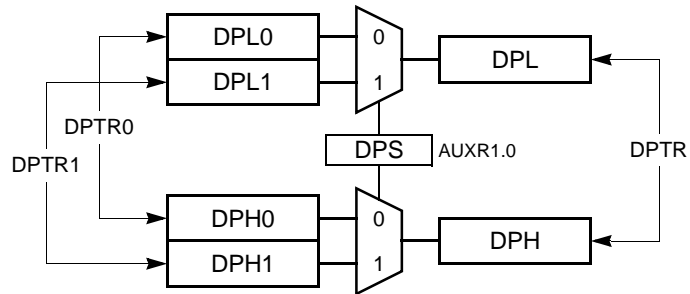 DPL0
0
DPL
DPL1
1
DPTR0
DPS
AUXR1.0
DPTR
DPTR1
DPH0
0
DPH
DPH1
1